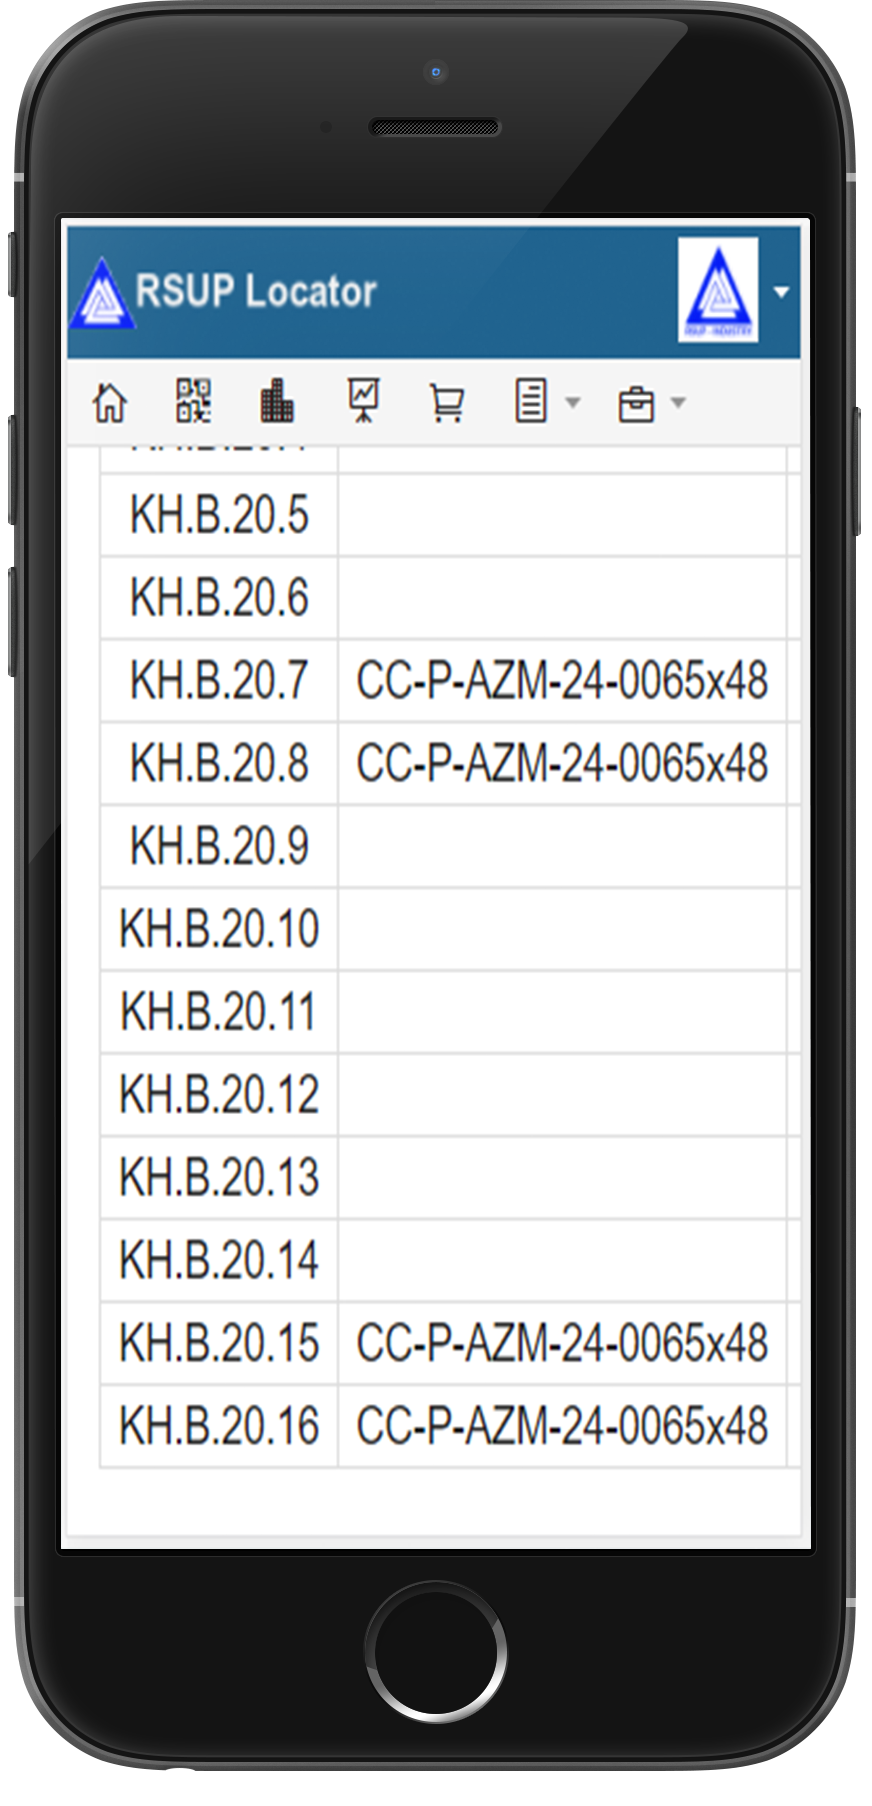 RSUP Locator
RSUP - INDUSTRY
KH.B.20.5
KH.B.20.6
KH.B.20.7 CC-P-AZM-24-0065x48
KH.B.20.8 CC-P-AZM-24-0065x48
KH.B.20.9
KH.B.20.10
KH.B.20.11
KH.B.20.12
KH.B.20.13
KH.B.20.14
KH.B.20.15 CC-P-AZM-24-0065x48
KH.B.20.16 CC-P-AZM-24-0065x48